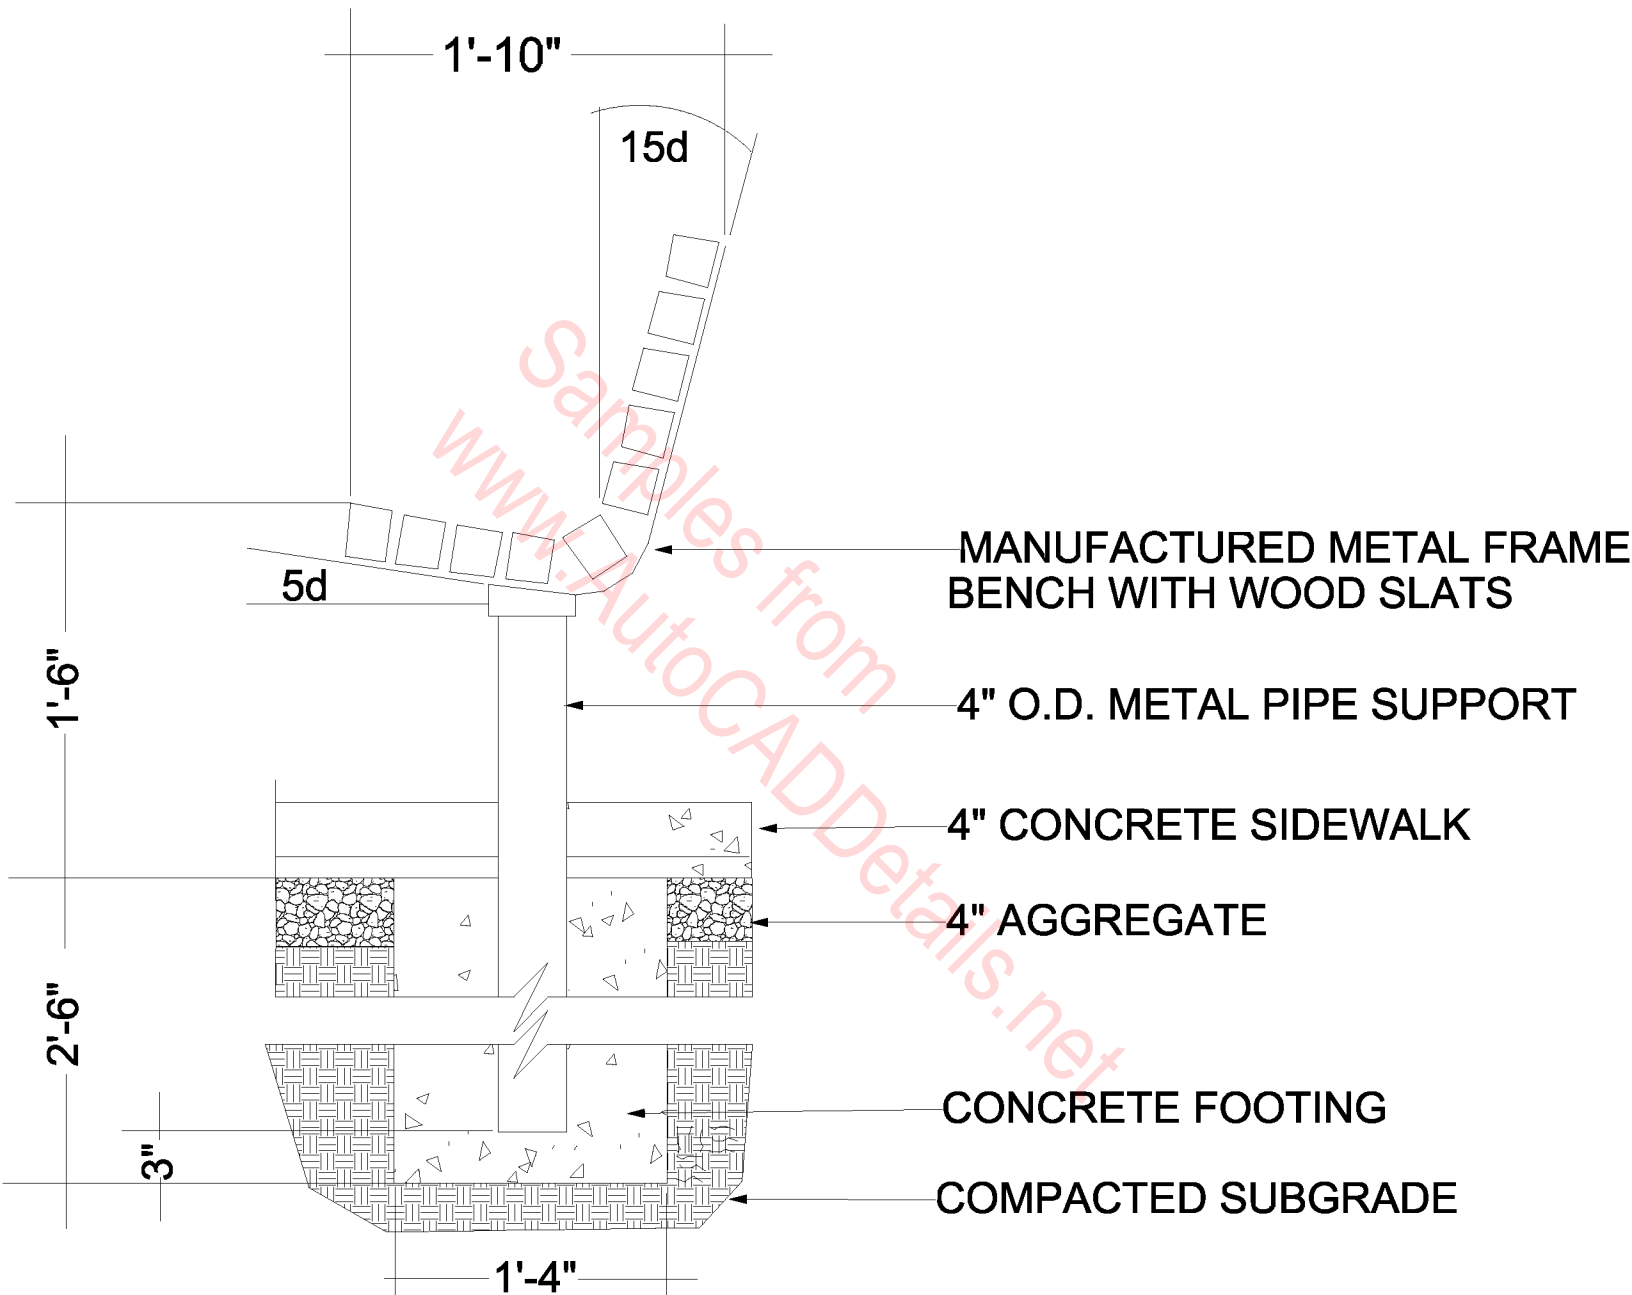 1'-10"
15d
5d
MANUFACTURED METAL FRAME
BENCH WITH WOOD SLATS
1'-6"
4" O.D. METAL PIPE SUPPORT
4" CONCRETE SIDEWALK
4" AGGREGATE
2'-6"
CONCRETE FOOTING
3"
COMPACTED SUBGRADE
1'-4"
Samples from
www.AutoCADDetails.net